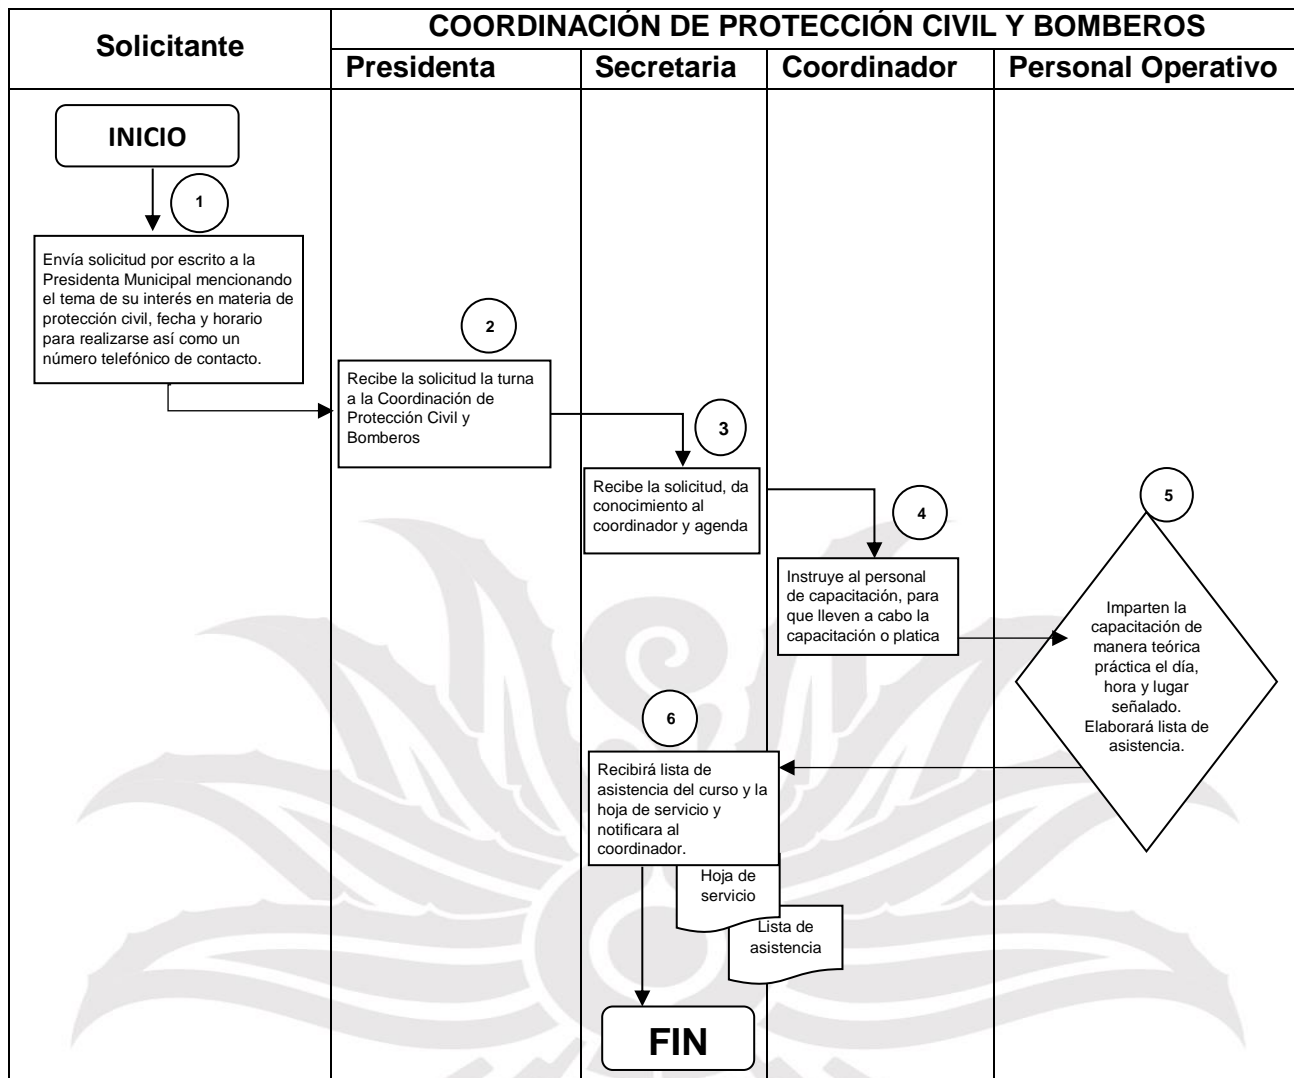 Solicitante
COORDINACIÓN DE PROTECCIÓN CIVIL Y BOMBEROS
Presidenta
Secretaria
Coordinador
Personal Operativo
INICIO
1
Envía solicitud por escrito a la
Presidenta Municipal mencionando
el tema de su interés en materia de
protección civil, fecha y horario
para realizarse así como un
número telefónico de contacto.
2
Recibe la solicitud la turna
a la Coordinación de
Protección Civil y
Bomberos
3
Recibe la solicitud, da
conocimiento al
coordinador y agenda
4
Instruye al personal
de capacitación, para
que lleven a cabo la
capacitación o platica
5
Imparten la
capacitación de
manera teórica
práctica el día,
hora y lugar
señalado.
Elaborará lista de
asistencia.
6
Recibirá lista de
asistencia del curso y la
hoja de servicio y
notificara al
coordinador.
Hoja de
servicio
Lista de
asistencia
FIN